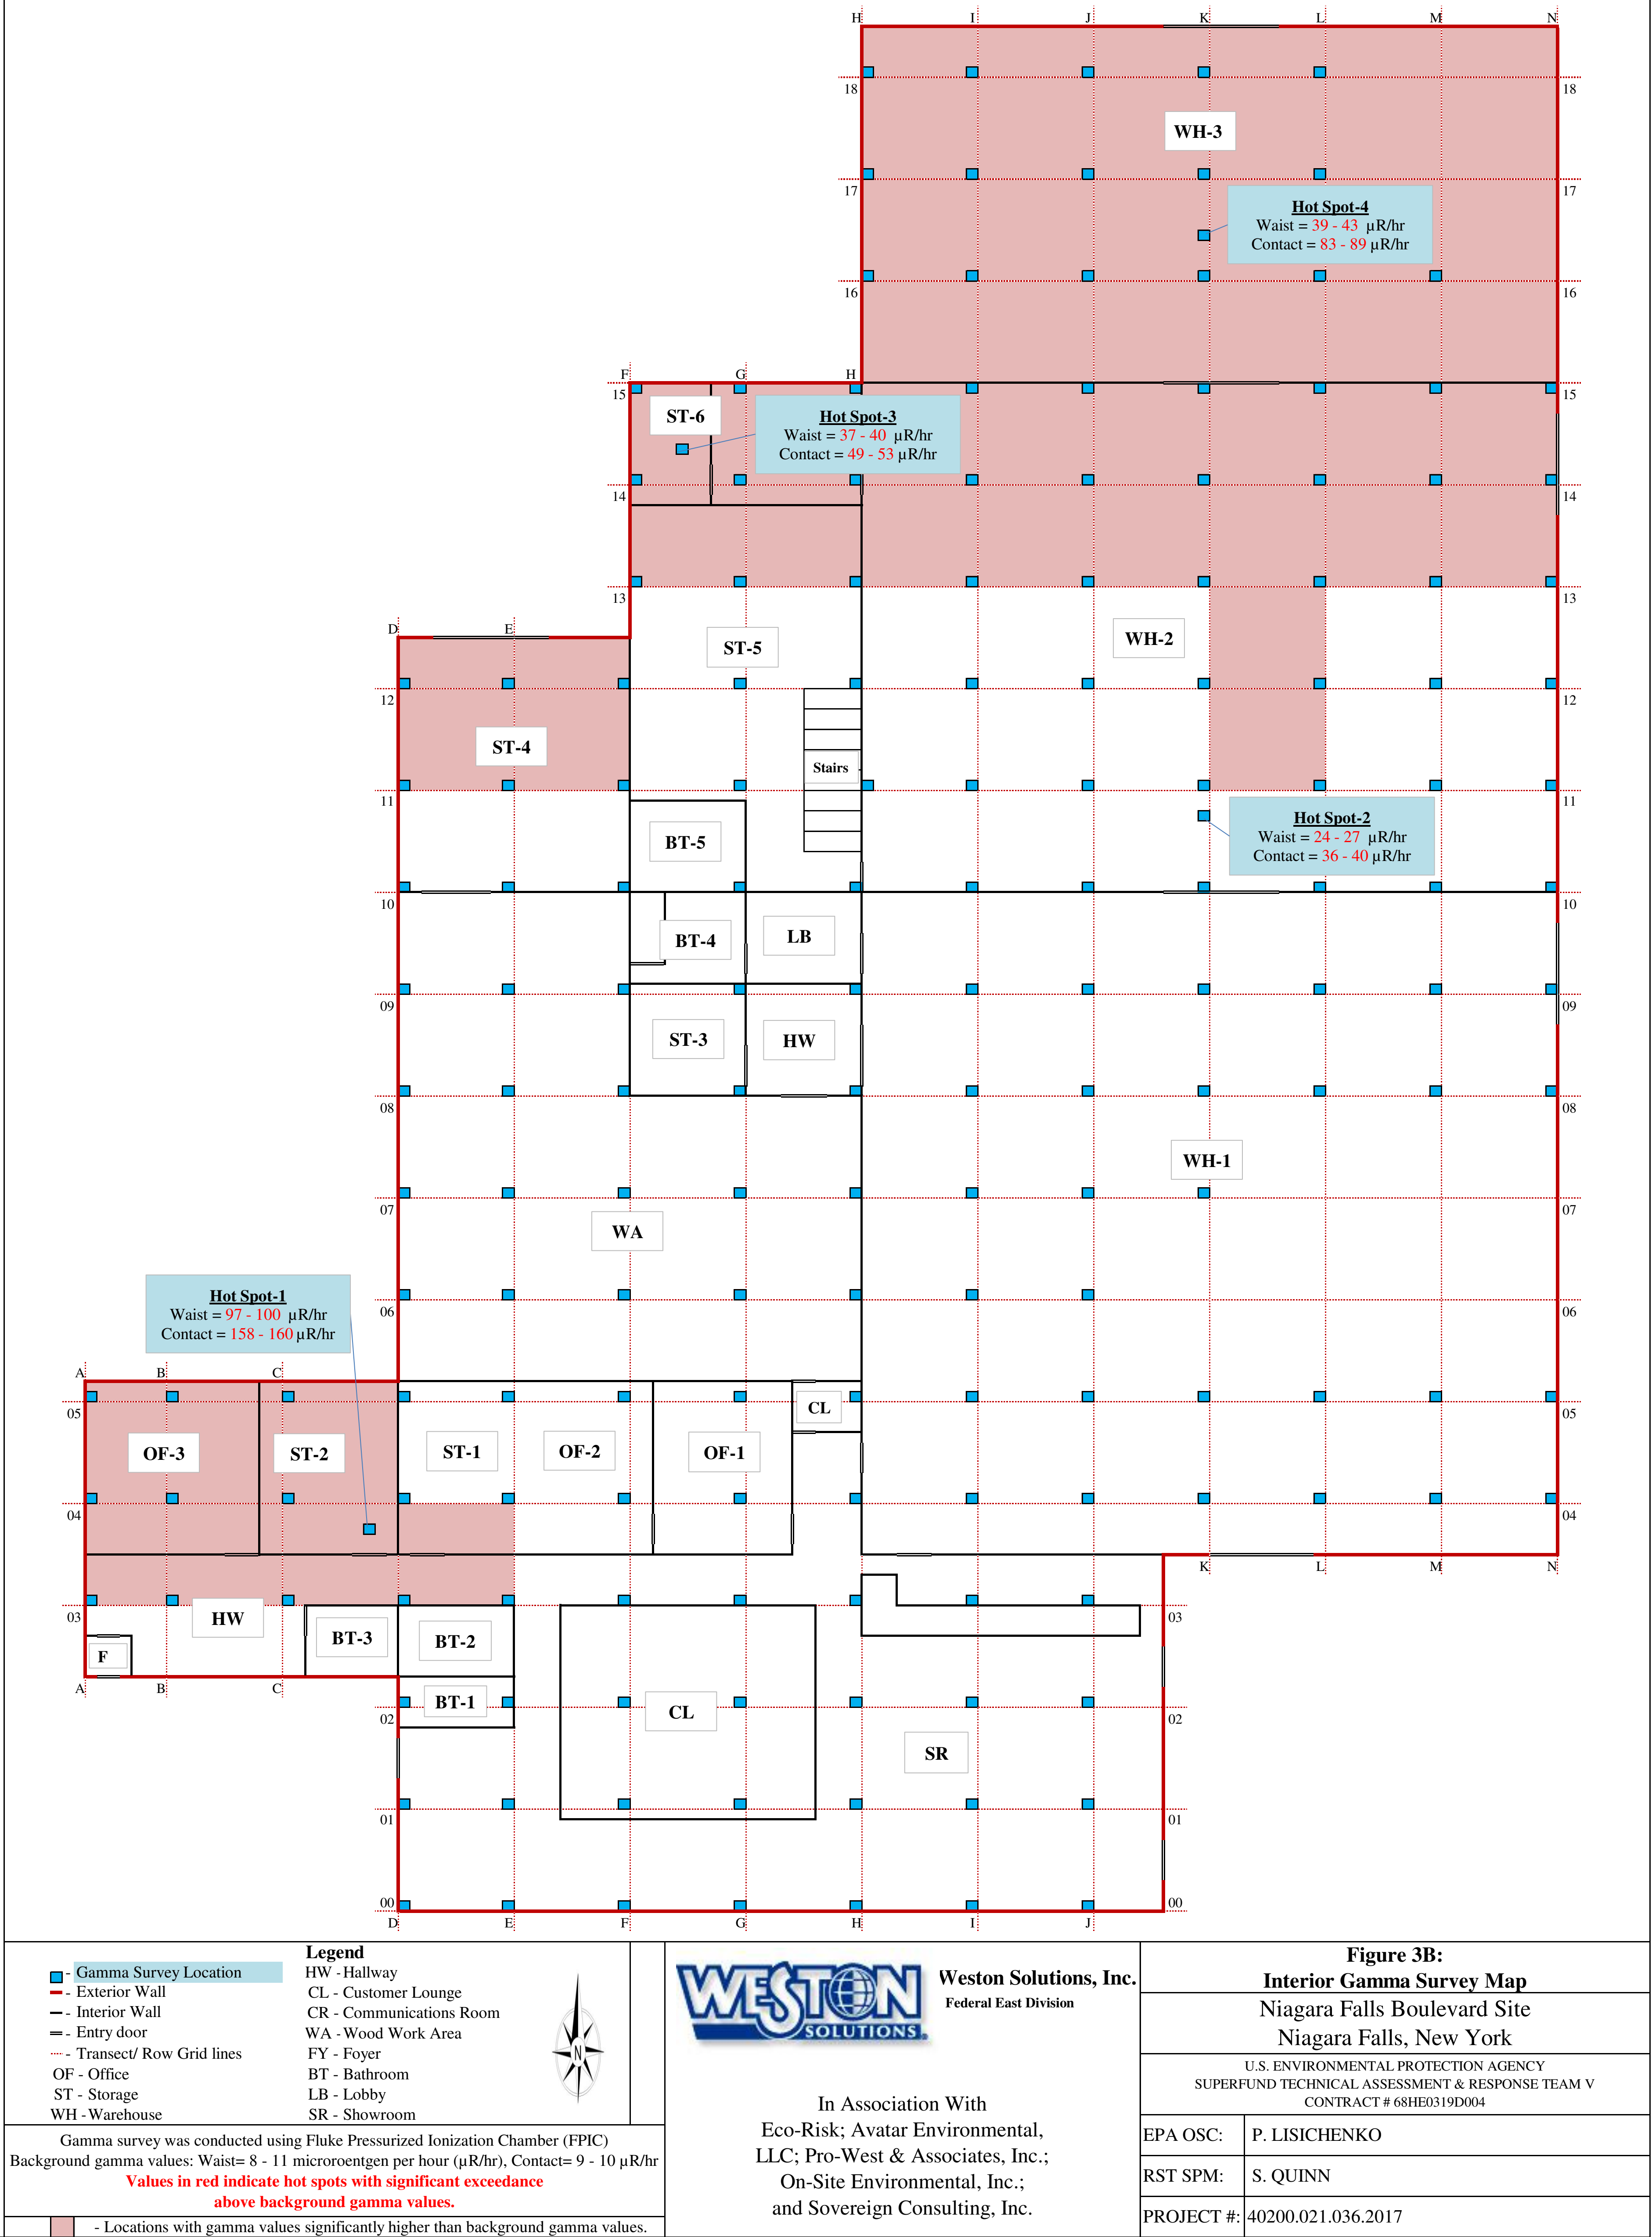 H I J K L M N
18 18
WH-3
17 17
Hot Spot-4
Waist = 39 - 43 µR/hr
Contact = 83 - 89 µR/hr
16 16
F G H
15 15
ST-6
Hot Spot-3
Waist = 37 - 40 µR/hr
Contact = 49 - 53 µR/hr
14 14
13 13
D E
ST-5
WH-2
12 12
ST-4
Stairs
11 11
Hot Spot-2
Waist = 24 - 27 µR/hr
Contact = 36 - 40 µR/hr
BT-5
10 10
BT-4
LB
09 09
ST-3
HW
08 08
WH-1
07 07
WA
Hot Spot-1
Waist = 97 - 100 µR/hr
Contact = 158 - 160 µR/hr
06 06
A B C
05 05
CL
OF-3
ST-2
ST-1
OF-2
OF-1
04 04
K L M N
03 03
HW
BT-3
BT-2
F
A B C
BT-1
CL
02 02
SR
01 01
00 00
D E F G H I J
Legend
- Gamma Survey Location
- Exterior Wall
- Interior Wall
- Entry door
- Transect/ Row Grid lines
OF - Office
ST - Storage
WH -Warehouse
HW -Hallway
CL - Customer Lounge
CR - Communications Room
WA -Wood Work Area
FY - Foyer
BT - Bathroom
LB - Lobby
SR - Showroom
N
Gamma survey was conducted using Fluke Pressurized Ionization Chamber (FPIC)
Background gamma values: Waist= 8 - 11 microroentgen per hour (µR/hr), Contact= 9 - 10 µR/hr
Values in red indicate hot spots with significant exceedance
above background gamma values.
- Locations with gamma values significantly higher than background gamma values.
WESTON
SOLUTIONS
Weston Solutions, Inc.
Federal East Division
In Association With
Eco-Risk; Avatar Environmental,
LLC; Pro-West & Associates, Inc.;
On-Site Environmental, Inc.;
and Sovereign Consulting, Inc.
Figure 3B:
Interior Gamma Survey Map
Niagara Falls Boulevard Site
Niagara Falls, New York
U.S. ENVIRONMENTAL PROTECTION AGENCY
SUPERFUND TECHNICAL ASSESSMENT & RESPONSE TEAM V
CONTRACT # 68HE0319D004
EPA OSC: P. LISICHENKO
RST SPM: S. QUINN
PROJECT #: 40200.021.036.2017